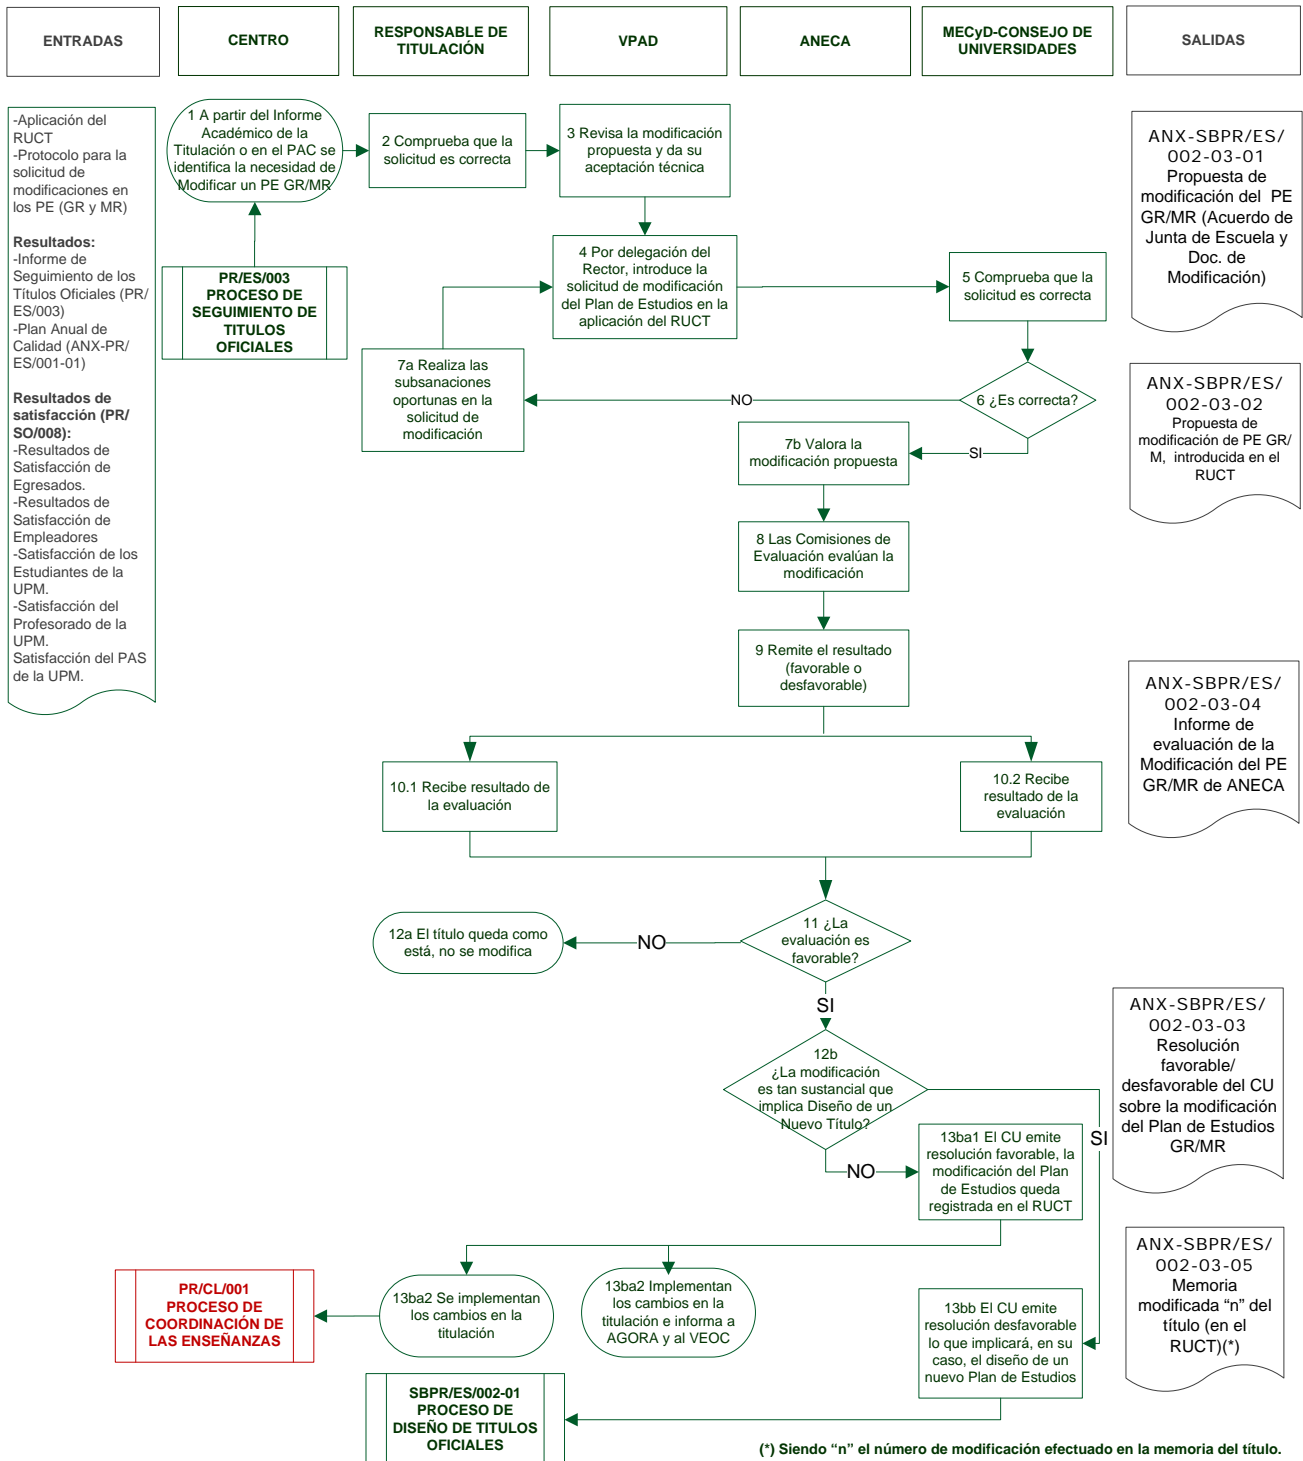 ENTRADAS
CENTRO
RESPONSABLE DE
TITULACIÓN
VPAD
ANECA
MECyD-CONSEJO DE
UNIVERSIDADES
SALIDAS
-Aplicación del
RUCT
-Protocolo para la
solicitud de
modificaciones en
los PE (GR y MR)
Resultados:
-Informe de
Seguimiento de los
Títulos Oficiales (PR/
ES/003)
-Plan Anual de
Calidad (ANX-PR/
ES/001-01)
Resultados de
satisfacción (PR/
SO/008):
-Resultados de
Satisfacción de
Egresados.
-Resultados de
Satisfacción de
Empleadores
-Satisfacción de los
Estudiantes de la
UPM.
-Satisfacción del
Profesorado de la
UPM.
Satisfacción del PAS
de la UPM.
1 A partir del Informe
Académico de la
Titulación o en el PAC se
identifica la necesidad de
Modificar un PE GR/MR
2 Comprueba que la
solicitud es correcta
3 Revisa la modificación
propuesta y da su
aceptación técnica
ANX-SBPR/ES/
002-03-01
Propuesta de
modificación del PE
GR/MR (Acuerdo de
Junta de Escuela y
Doc. de
Modificación)
PR/ES/003
PROCESO DE
SEGUIMIENTO DE
TITULOS
OFICIALES
4 Por delegación del
Rector, introduce la
solicitud de modificación
del Plan de Estudios en la
aplicación del RUCT
5 Comprueba que la
solicitud es correcta
7a Realiza las
subsanaciones
oportunas en la
solicitud de
modificación
NO
6 ¿Es correcta?
ANX-SBPR/ES/
002-03-02
Propuesta de
modificación de PE GR/
M, introducida en el
RUCT
7b Valora la
modificación propuesta
SI
8 Las Comisiones de
Evaluación evalúan la
modificación
9 Remite el resultado
(favorable o
desfavorable)
ANX-SBPR/ES/
002-03-04
Informe de
evaluación de la
Modificación del PE
GR/MR de ANECA
10.1 Recibe resultado de
la evaluación
10.2 Recibe
resultado de la
evaluación
12a El título queda como
está, no se modifica
NO
11 ¿La
evaluación es
favorable?
SI
ANX-SBPR/ES/
002-03-03
Resolución
favorable/
desfavorable del CU
sobre la modificación
del Plan de Estudios
GR/MR
12b
¿La modificación
es tan sustancial que
implica Diseño de un
Nuevo Título?
SI
NO
13ba1 El CU emite
resolución favorable, la
modificación del Plan
de Estudios queda
registrada en el RUCT
ANX-SBPR/ES/
002-03-05
Memoria
modificada “n” del
título (en el
RUCT)(*)
PR/CL/001
PROCESO DE
COORDINACIÓN DE
LAS ENSEÑANZAS
13ba2 Se implementan
los cambios en la
titulación
13ba2 Implementan
los cambios en la
titulación e informa a
AGORA y al VEOC
13bb El CU emite
resolución desfavorable
lo que implicará, en su
caso, el diseño de un
nuevo Plan de Estudios
SBPR/ES/002-01
PROCESO DE
DISEÑO DE TITULOS
OFICIALES
(*) Siendo “n” el número de modificación efectuado en la memoria del título.